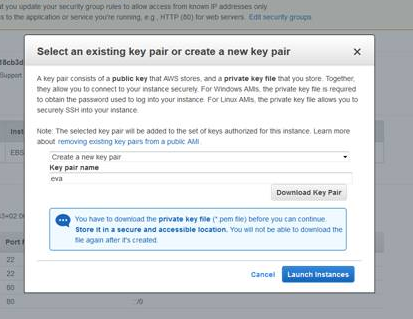 t you update your security group rules to allow access from known IP addresses only.
s to the application or service you're running, e.g., HTTP (80) for web servers. Edit security groups
Select an existing key pair or create a new key pair
×
A key pair consists of a public key that AWS stores, and a private key file that you store. Together,
they allow you to connect to your instance securely. For Windows AMIs, the private key file is required
to obtain the password used to log into your instance. For Linux AMIs, the private key file allows you to
securely SSH into your instance.
Note: The selected key pair will be added to the set of keys authorized for this instance. Learn more
about removing existing key pairs from a public AMI.
Create a new key pair
Key pair name
eva
Download Key Pair
You have to download the private key file (*.pem file) before you can continue.
Store it in a secure and accessible location. You will not be able to download the
file again after it's created.
Cancel
Launch Instances
Support
Inst
EBS
Port
22
22
80
::/0